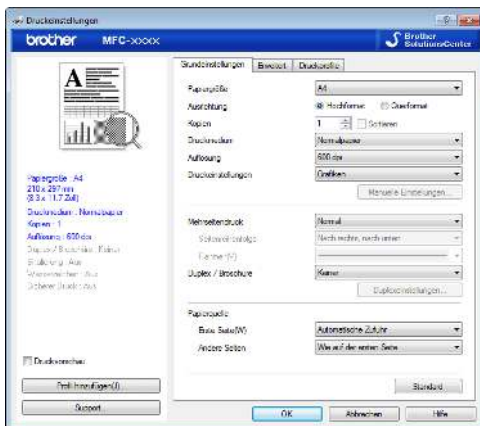 Druckeinstellungen
brother MFC-xxxx
Brother
SolutionsCenter
Grundeinstellungen Erweitert Druckprofile
Papiergröße A4
Ausrichtung Hochformat Querformat
Kopien 1 Sortieren
Druckmedium Normalpapier
Auflösung 600 dpi
Druckeinstellungen Grafiken
Manuelle Einstellungen...
Mehrseitendruck Normal
Seitenreihenfolge Nach rechts, nach unten
Duplex / Broschüre Keiner
Duplexeinstellungen...
Papierquelle
Erste Seite(W) Automatische Zufuhr
Andere Seiten Wie auf der ersten Seite
Standard
A
Papiergröße : A4
210 x 297 mm
(8.3 x 11.7 Zoll)
Druckmedium : Normalpapier
Kopien : 1
Auflösung : 600 dpi
Duplex / Broschüre : Keiner
Skalierung : Aus
Wasserzeichen : Aus
Sicherer Druck : Aus
Druckvorschau
Profil hinzufügen(J)...
Support...
OK Abbrechen Hilfe